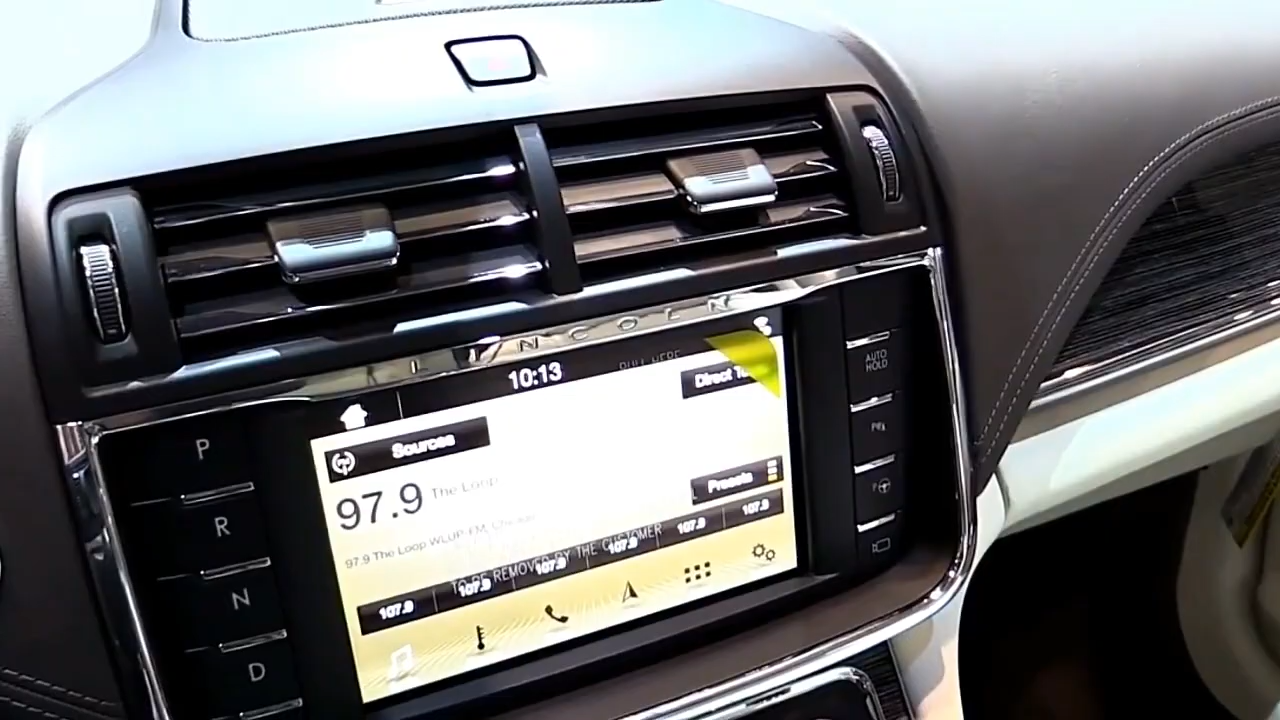 LINCOLN
PULL HERE
10:13
Direct
Sources
97.9 The Loop
Presets
97.9 The Loop WLUP-FM, Chicago
TO BE REMOVED BY THE CUSTOMER
107.9 107.9 107.9 107.9 107.9 107.9
P
R
N
D
AUTO
HOLD